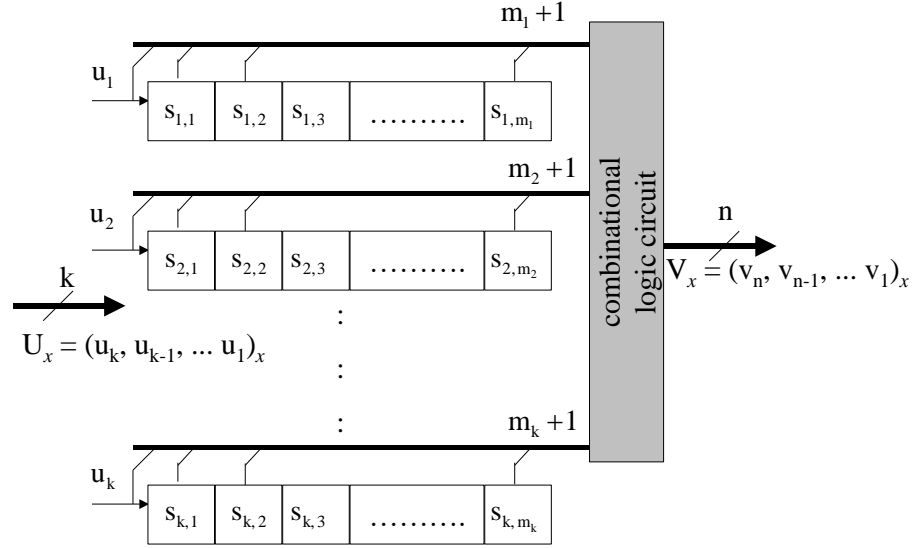 m₁+1
u₁
s₁,₁ s₁,₂ s₁,₃ .......... s₁,m₁
m₂+1
u₂
s₂,₁ s₂,₂ s₂,₃ .......... s₂,m₂
combinational
logic circuit
n
Vₓ = (vₙ, vₙ₋₁, ... v₁)ₓ
k
Uₓ = (uₖ, uₖ₋₁, ... u₁)ₓ
:
:
:
mₖ+1
uₖ
sₖ,₁ sₖ,₂ sₖ,₃ .......... sₖ,mₖ